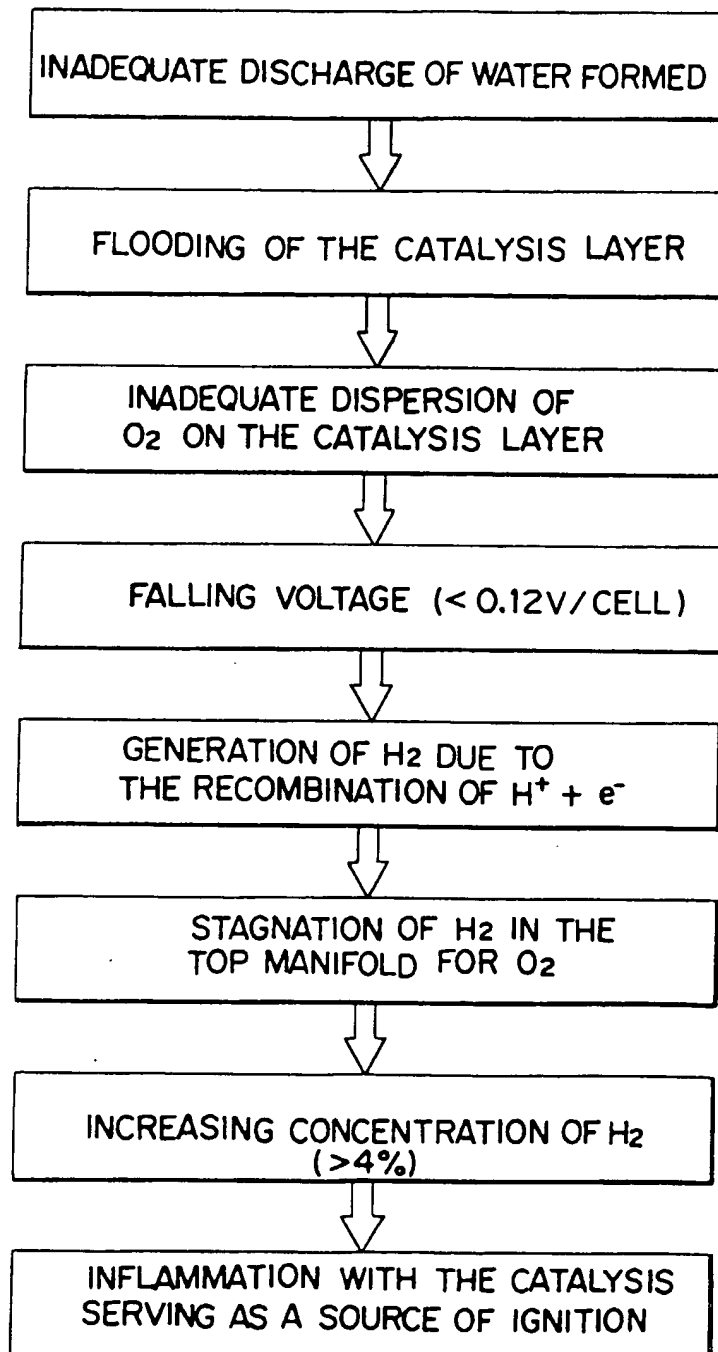 INADEQUATE DISCHARGE OF WATER FORMED
FLOODING OF THE CATALYSIS LAYER
INADEQUATE DISPERSION OF
O2 ON THE CATALYSIS LAYER
FALLING VOLTAGE (< 0.12V/CELL)
GENERATION OF H2 DUE TO
THE RECOMBINATION OF H⁺ + e⁻
STAGNATION OF H2 IN THE
TOP MANIFOLD FOR O2
INCREASING CONCENTRATION OF H2
(>4%)
INFLAMMATION WITH THE CATALYSIS
SERVING AS A SOURCE OF IGNITION